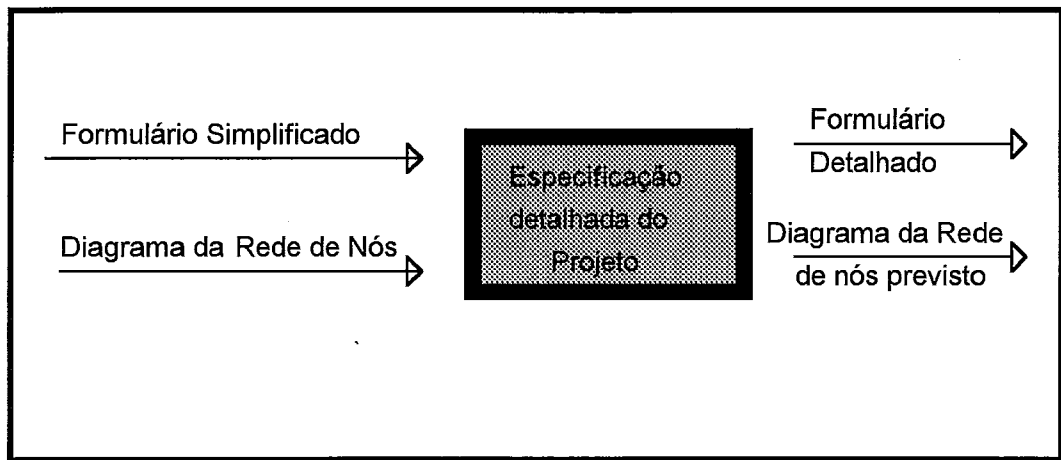 Formulário Simplificado
Diagrama da Rede de Nós
Especificação
detalhada do
Projeto
Formulário
Detalhado
Diagrama da Rede
de nós previsto